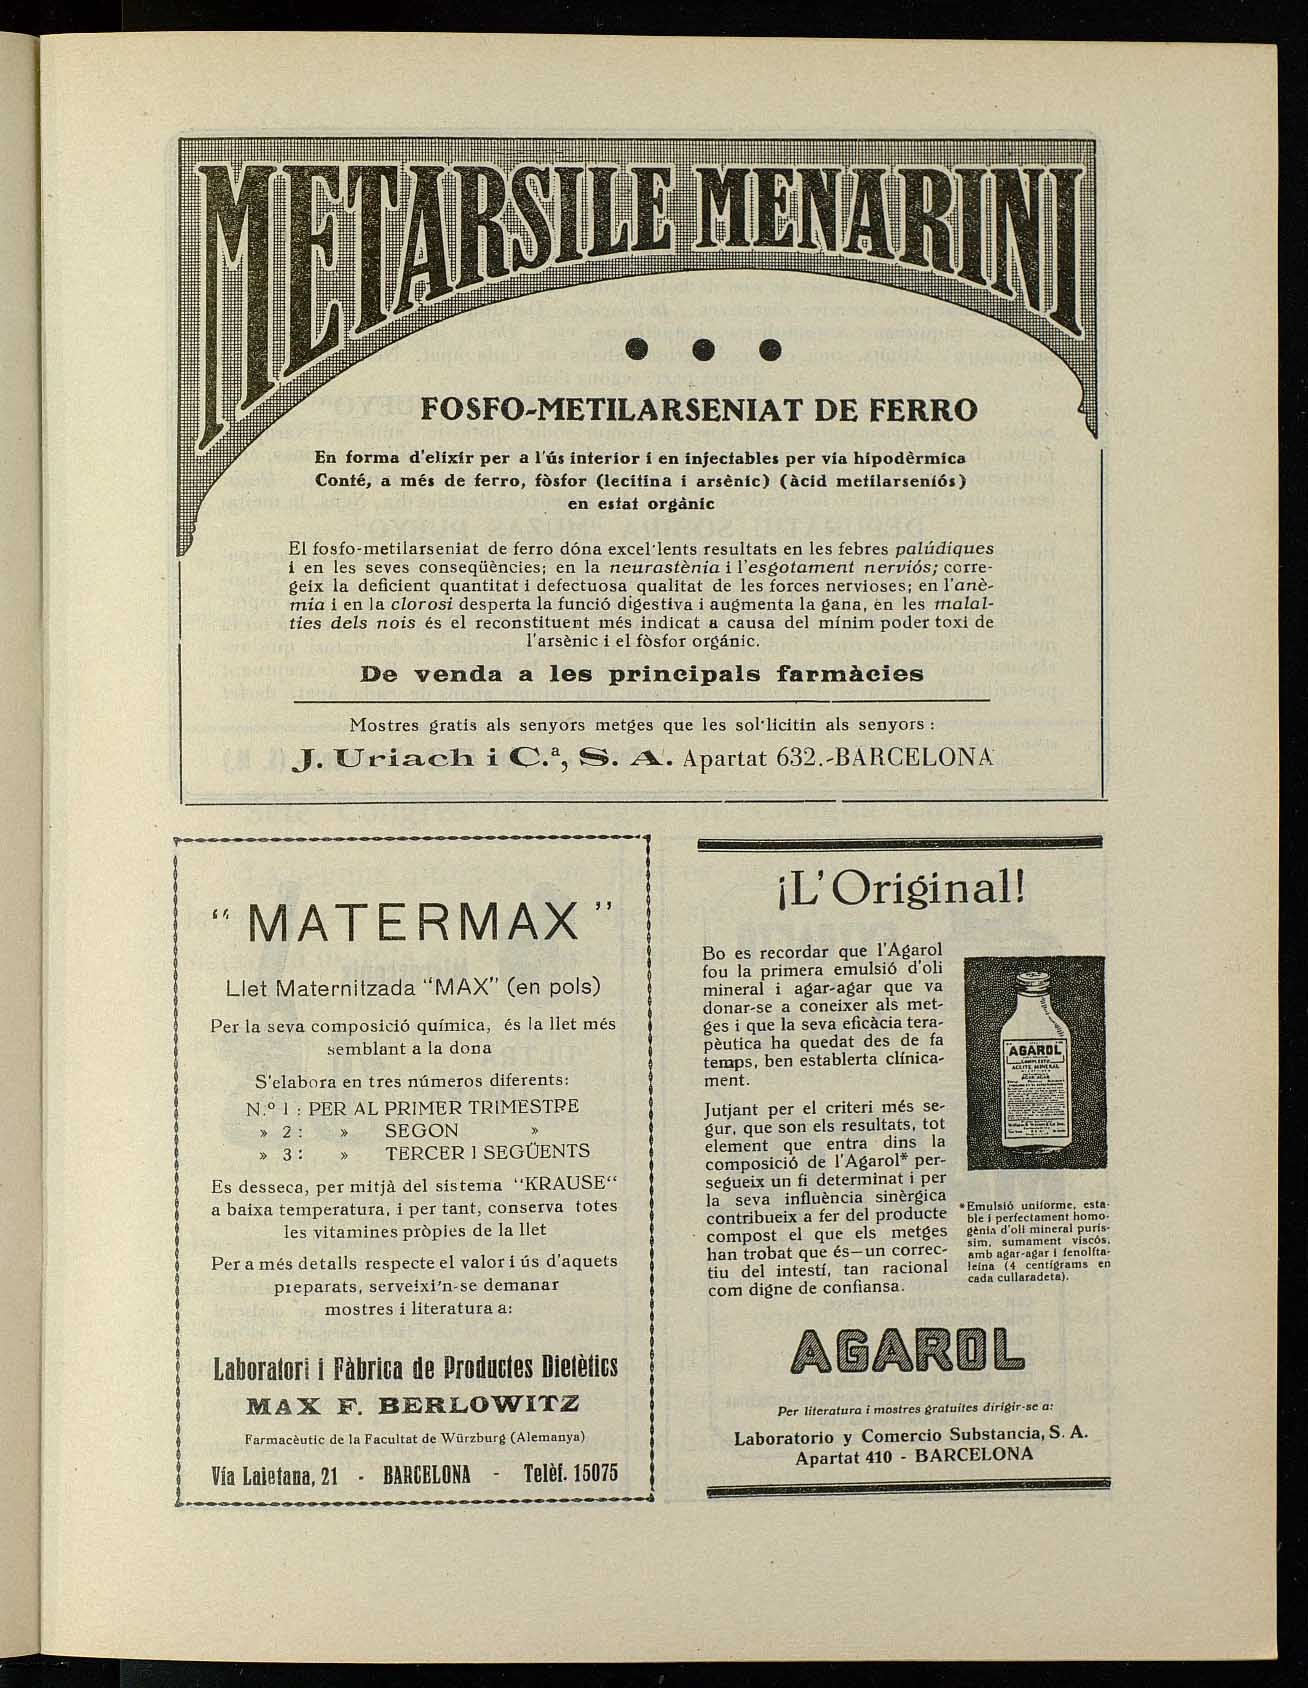 METARSILE MENARINI
FOSFO-METILARSENIAT DE FERRO
En forma d'elixir per a l'ús interior i en injectables per via hipodèrmica
Conté, a més de ferro, fòsfor (lecitina i arsènic) (àcid metilarseniós)
en estat orgànic
El fosfo-metilarseniat de ferro dóna excel·lents resultats en les febres palúdiques
i en les seves conseqüències; en la neurastènia i l'esgotament nerviós; corre-
geix la deficient quantitat i defectuosa qualitat de les forces nervioses; en l'anè-
mia i en la clorosi desperta la funció digestiva i augmenta la gana, en les malal-
ties dels nois és el reconstituent més indicat a causa del mínim poder toxi de
l'arsènic i el fòsfor orgánic.
De venda a les principals farmàcies
Mostres gratis als senyors metges que les sol·licitin als senyors :
J. Uriach i C.ª, S. A. Apartat 632.-BARCELONA
“MATERMAX”
Llet Maternitzada “MAX” (en pols)
Per la seva composició química, és la llet més
semblant a la dona
S'elabora en tres números diferents:
N.º 1 : PER AL PRIMER TRIMESTRE
» 2 : » SEGON »
» 3 : » TERCER I SEGÜENTS
Es desseca, per mitjà del sistema “KRAUSE“
a baixa temperatura, i per tant, conserva totes
les vitamines pròpies de la llet
Per a més detalls respecte el valor i ús d'aquets
preparats, serveixi'n-se demanar
mostres i literatura a:
Laboratori i Fàbrica de Productes Dietètics
MAX F. BERLOWITZ
Farmacèutic de la Facultat de Würzburg (Alemanya)
Vía Laietana, 21 - BARCELONA - Telèf. 15075
¡L'Original!
Bo es recordar que l'Agarol
fou la primera emulsió d'oli
mineral i agar-agar que va
donar-se a coneixer als met-
ges i que la seva eficàcia tera-
pèutica ha quedat des de fa
temps, ben establerta clínica-
ment.
Jutjant per el criteri més se-
gur, que son els resultats, tot
element que entra dins la
composició de l'Agarol* per-
segueix un fi determinat i per
la seva influència sinèrgica
contribueix a fer del producte
compost el que els metges
han trobat que és—un correc-
tiu del intestí, tan racional
com digne de confiansa.
AGAROL
ACEITE MINERAL
*Emulsió uniforme, esta-
ble i perfectament homo-
gènia d'oli mineral purís-
sim, sumament viscós,
amb agar-agar i fenolfta-
leína (4 centigrams en
cada cullaradeta).
AGAROL
Per literatura i mostres gratuites dirigir-se a:
Laboratorio y Comercio Substancia, S. A.
Apartat 410 - BARCELONA